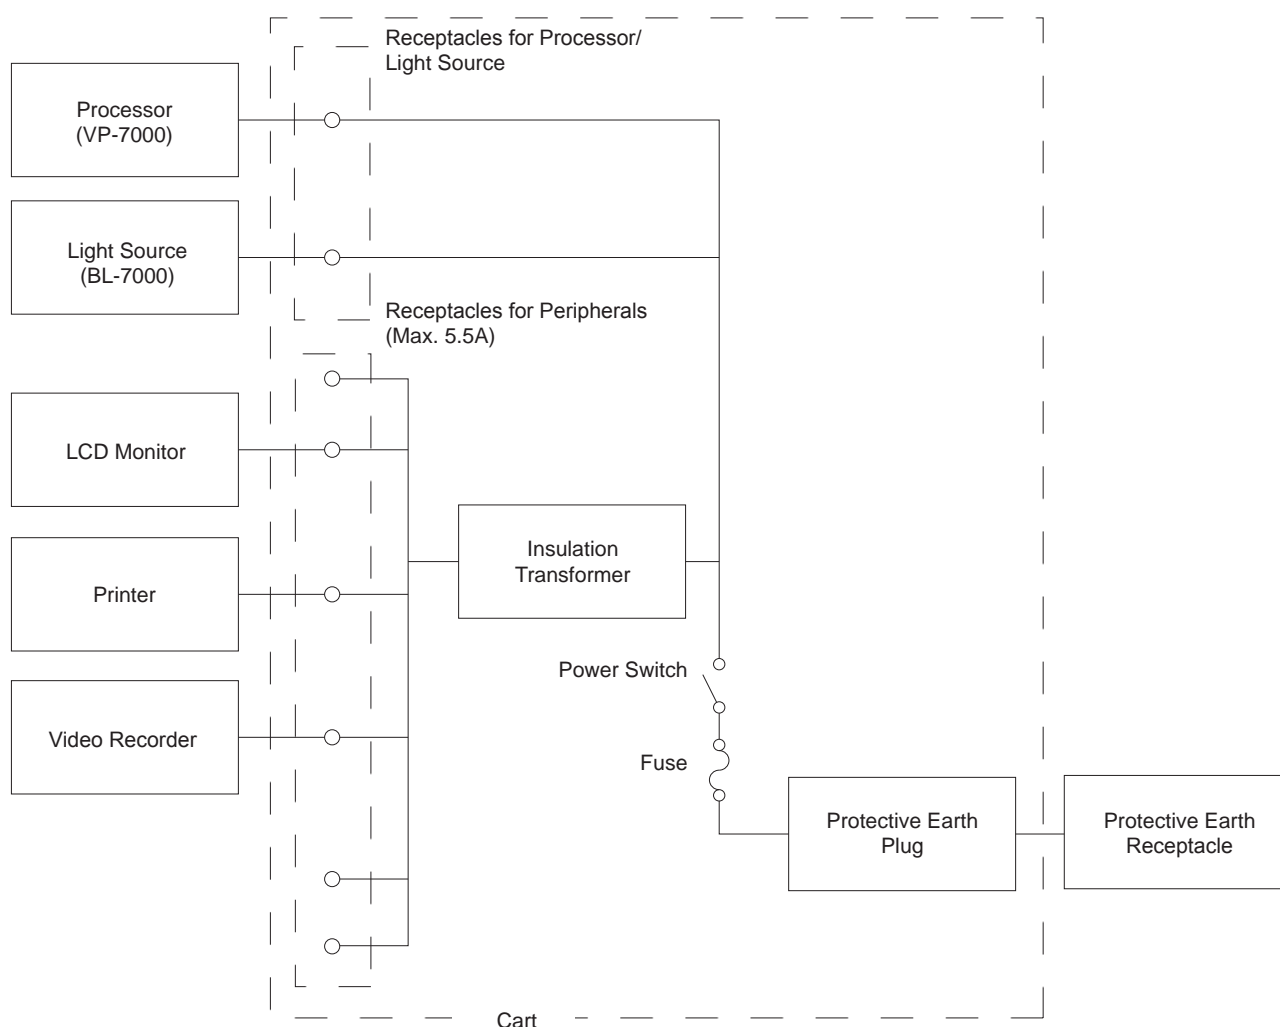 Receptacles for Processor/
Light Source
Processor
(VP-7000)
Light Source
(BL-7000)
Receptacles for Peripherals
(Max. 5.5A)
LCD Monitor
Insulation
Transformer
Printer
Power Switch
Video Recorder
Fuse
Protective Earth
Plug
Protective Earth
Receptacle
Cart